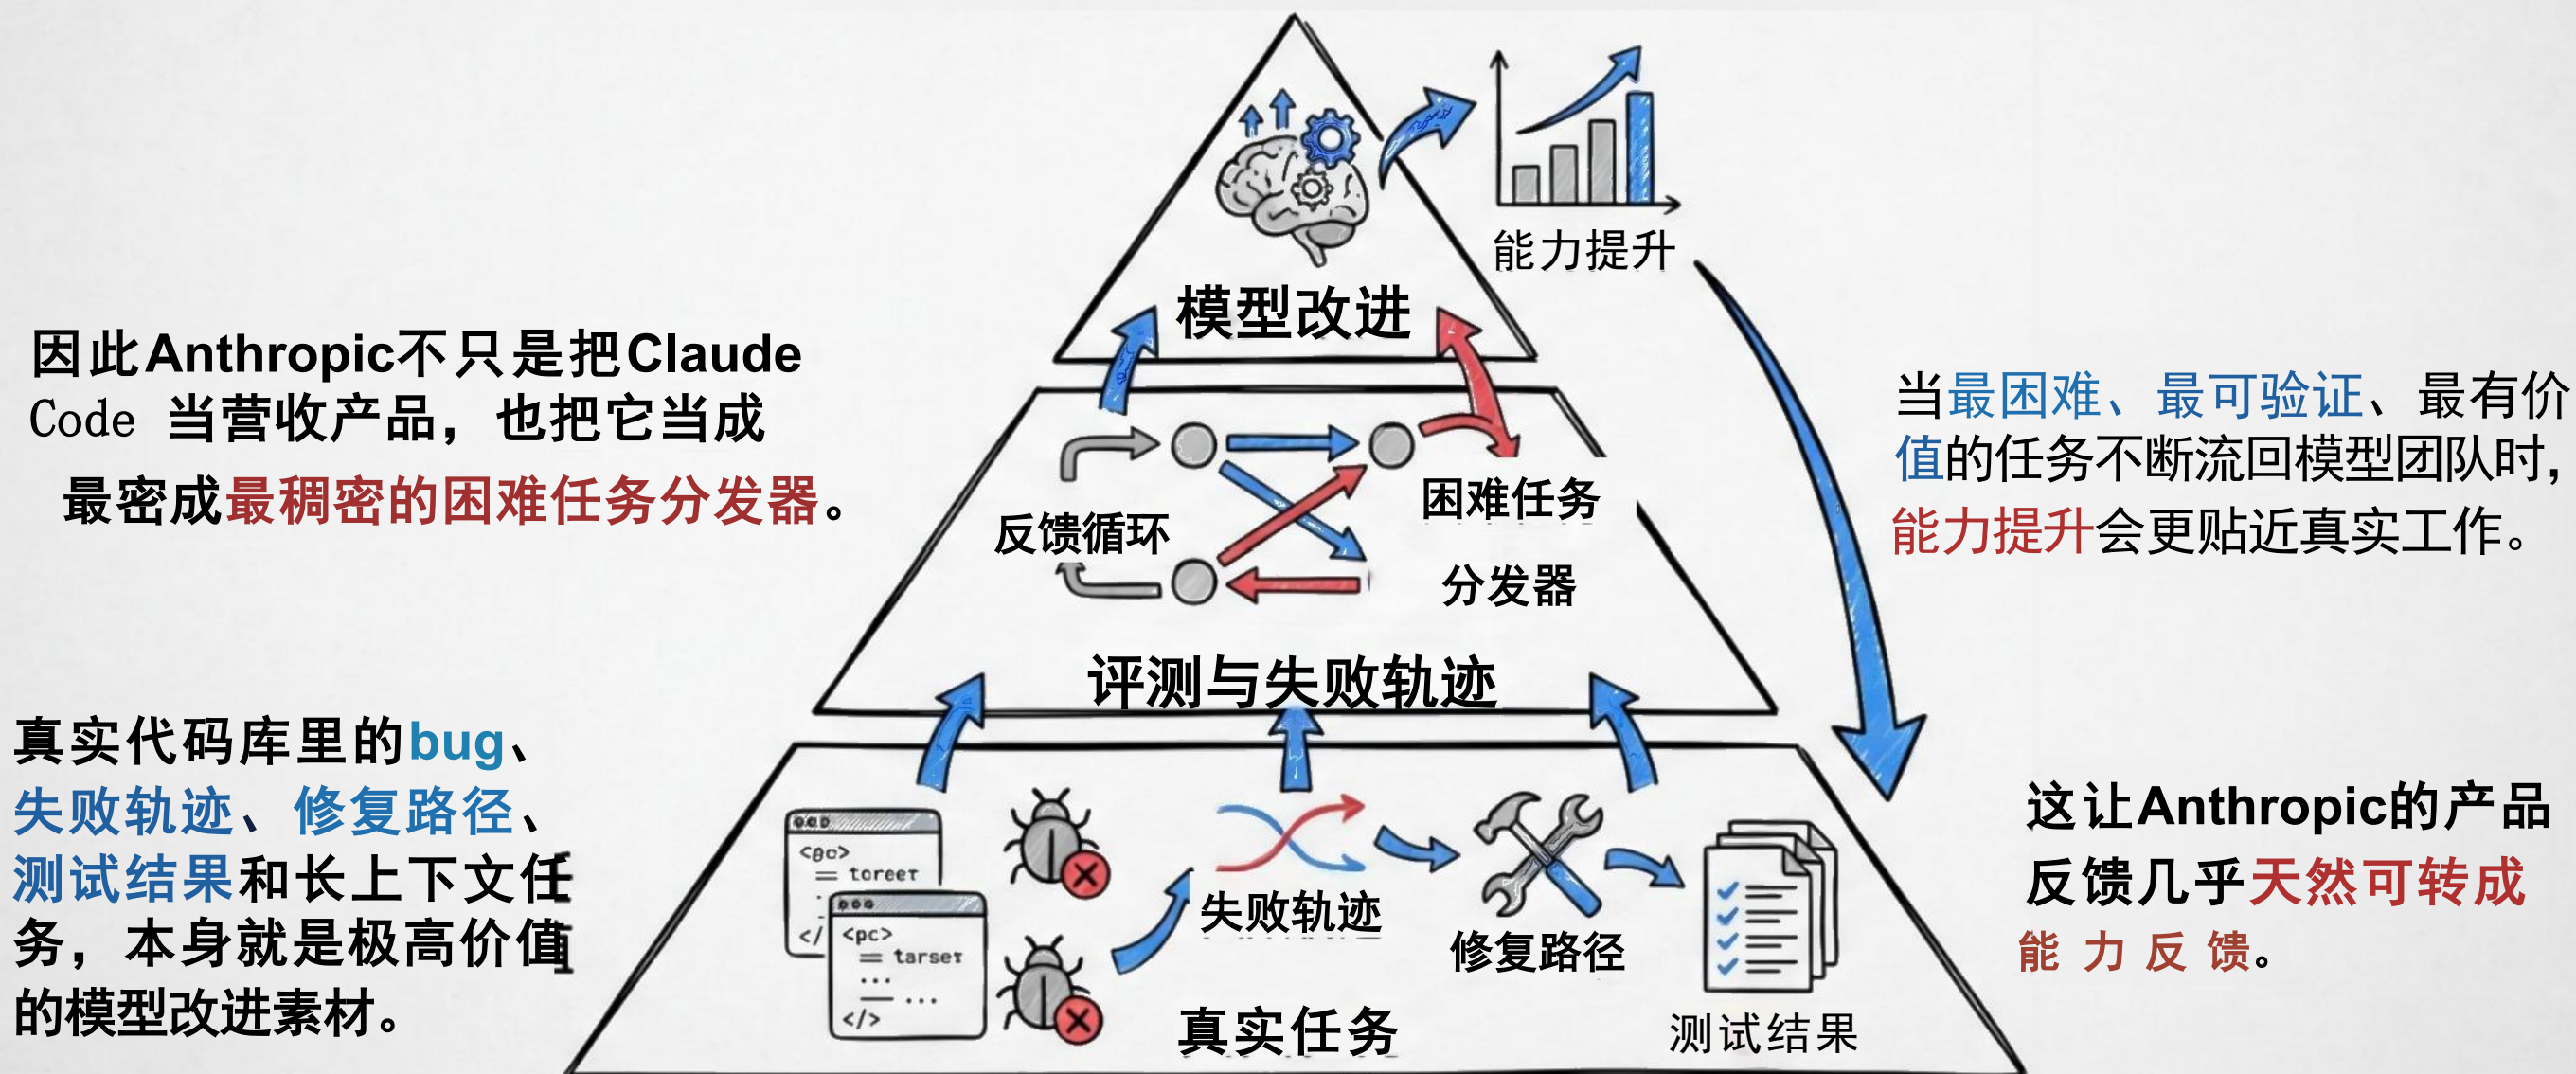 能力提升
模型改进
因此Anthropic不只是把Claude
Code 当营收产品，也把它当成
最密成最稠密的困难任务分发器。
当最困难、最可验证、最有价
值的任务不断流回模型团队时，
能力提升会更贴近真实工作。
反馈循环
困难任务
分发器
评测与失败轨迹
真实代码库里的bug、
失败轨迹、修复路径、
测试结果和长上下文任
务，本身就是极高价值
的模型改进素材。
<pc>
== tarseт
...
— ...
</>
失败轨迹
修复路径
测试结果
真实任务
这让Anthropic的产品
反馈几乎天然可转成
能力反馈。